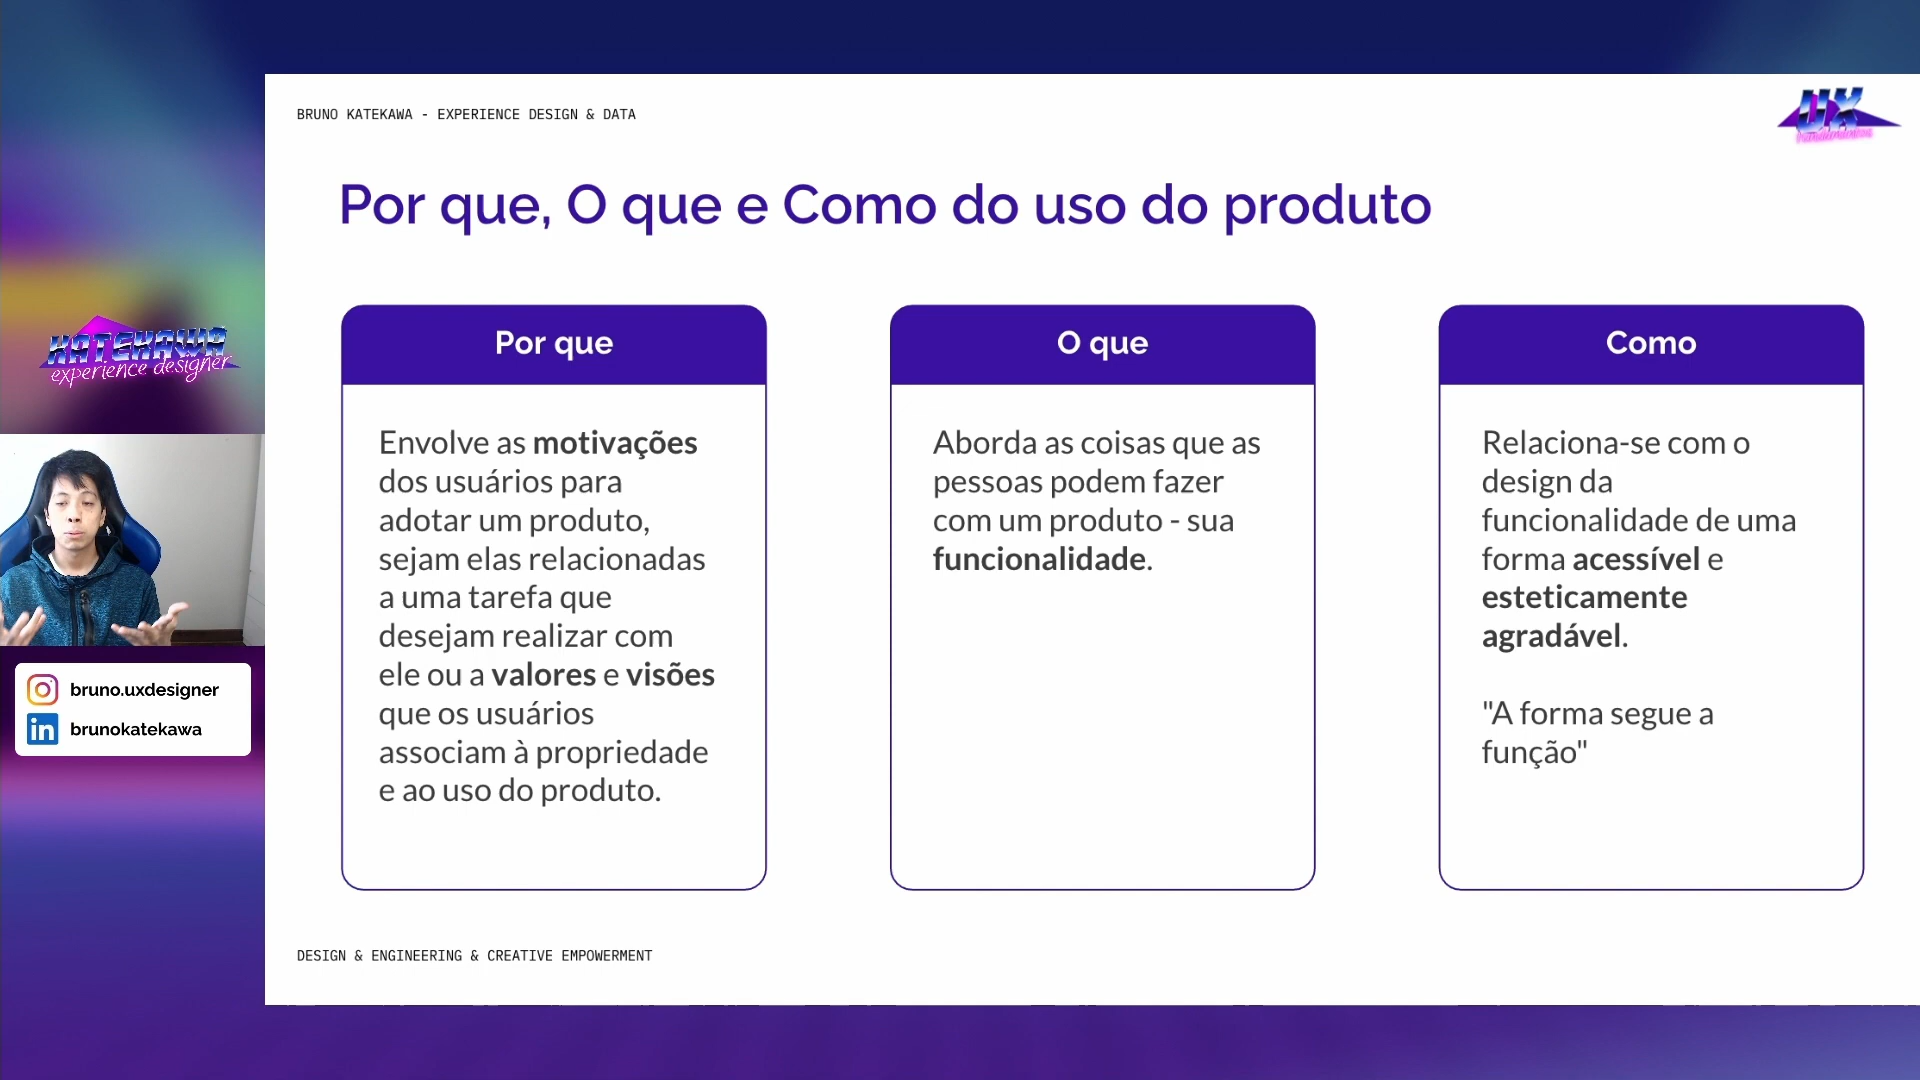 BRUNO KATEKAWA - EXPERIENCE DESIGN & DATA
UX
Por que, O que e Como do uso do produto
Por que
Envolve as motivações
dos usuários para
adotar um produto,
sejam elas relacionadas
a uma tarefa que
desejam realizar com
ele ou a valores e visões
que os usuários
associam à propriedade
e ao uso do produto.
O que
Aborda as coisas que as
pessoas podem fazer
com um produto - sua
funcionalidade.
Como
Relaciona-se com o
design da
funcionalidade de uma
forma acessível e
esteticamente
agradável.
"A forma segue a
função"
DESIGN & ENGINEERING & CREATIVE EMPOWERMENT
KATEKAWA
experience designer
bruno.uxdesigner
in
brunokatekawa